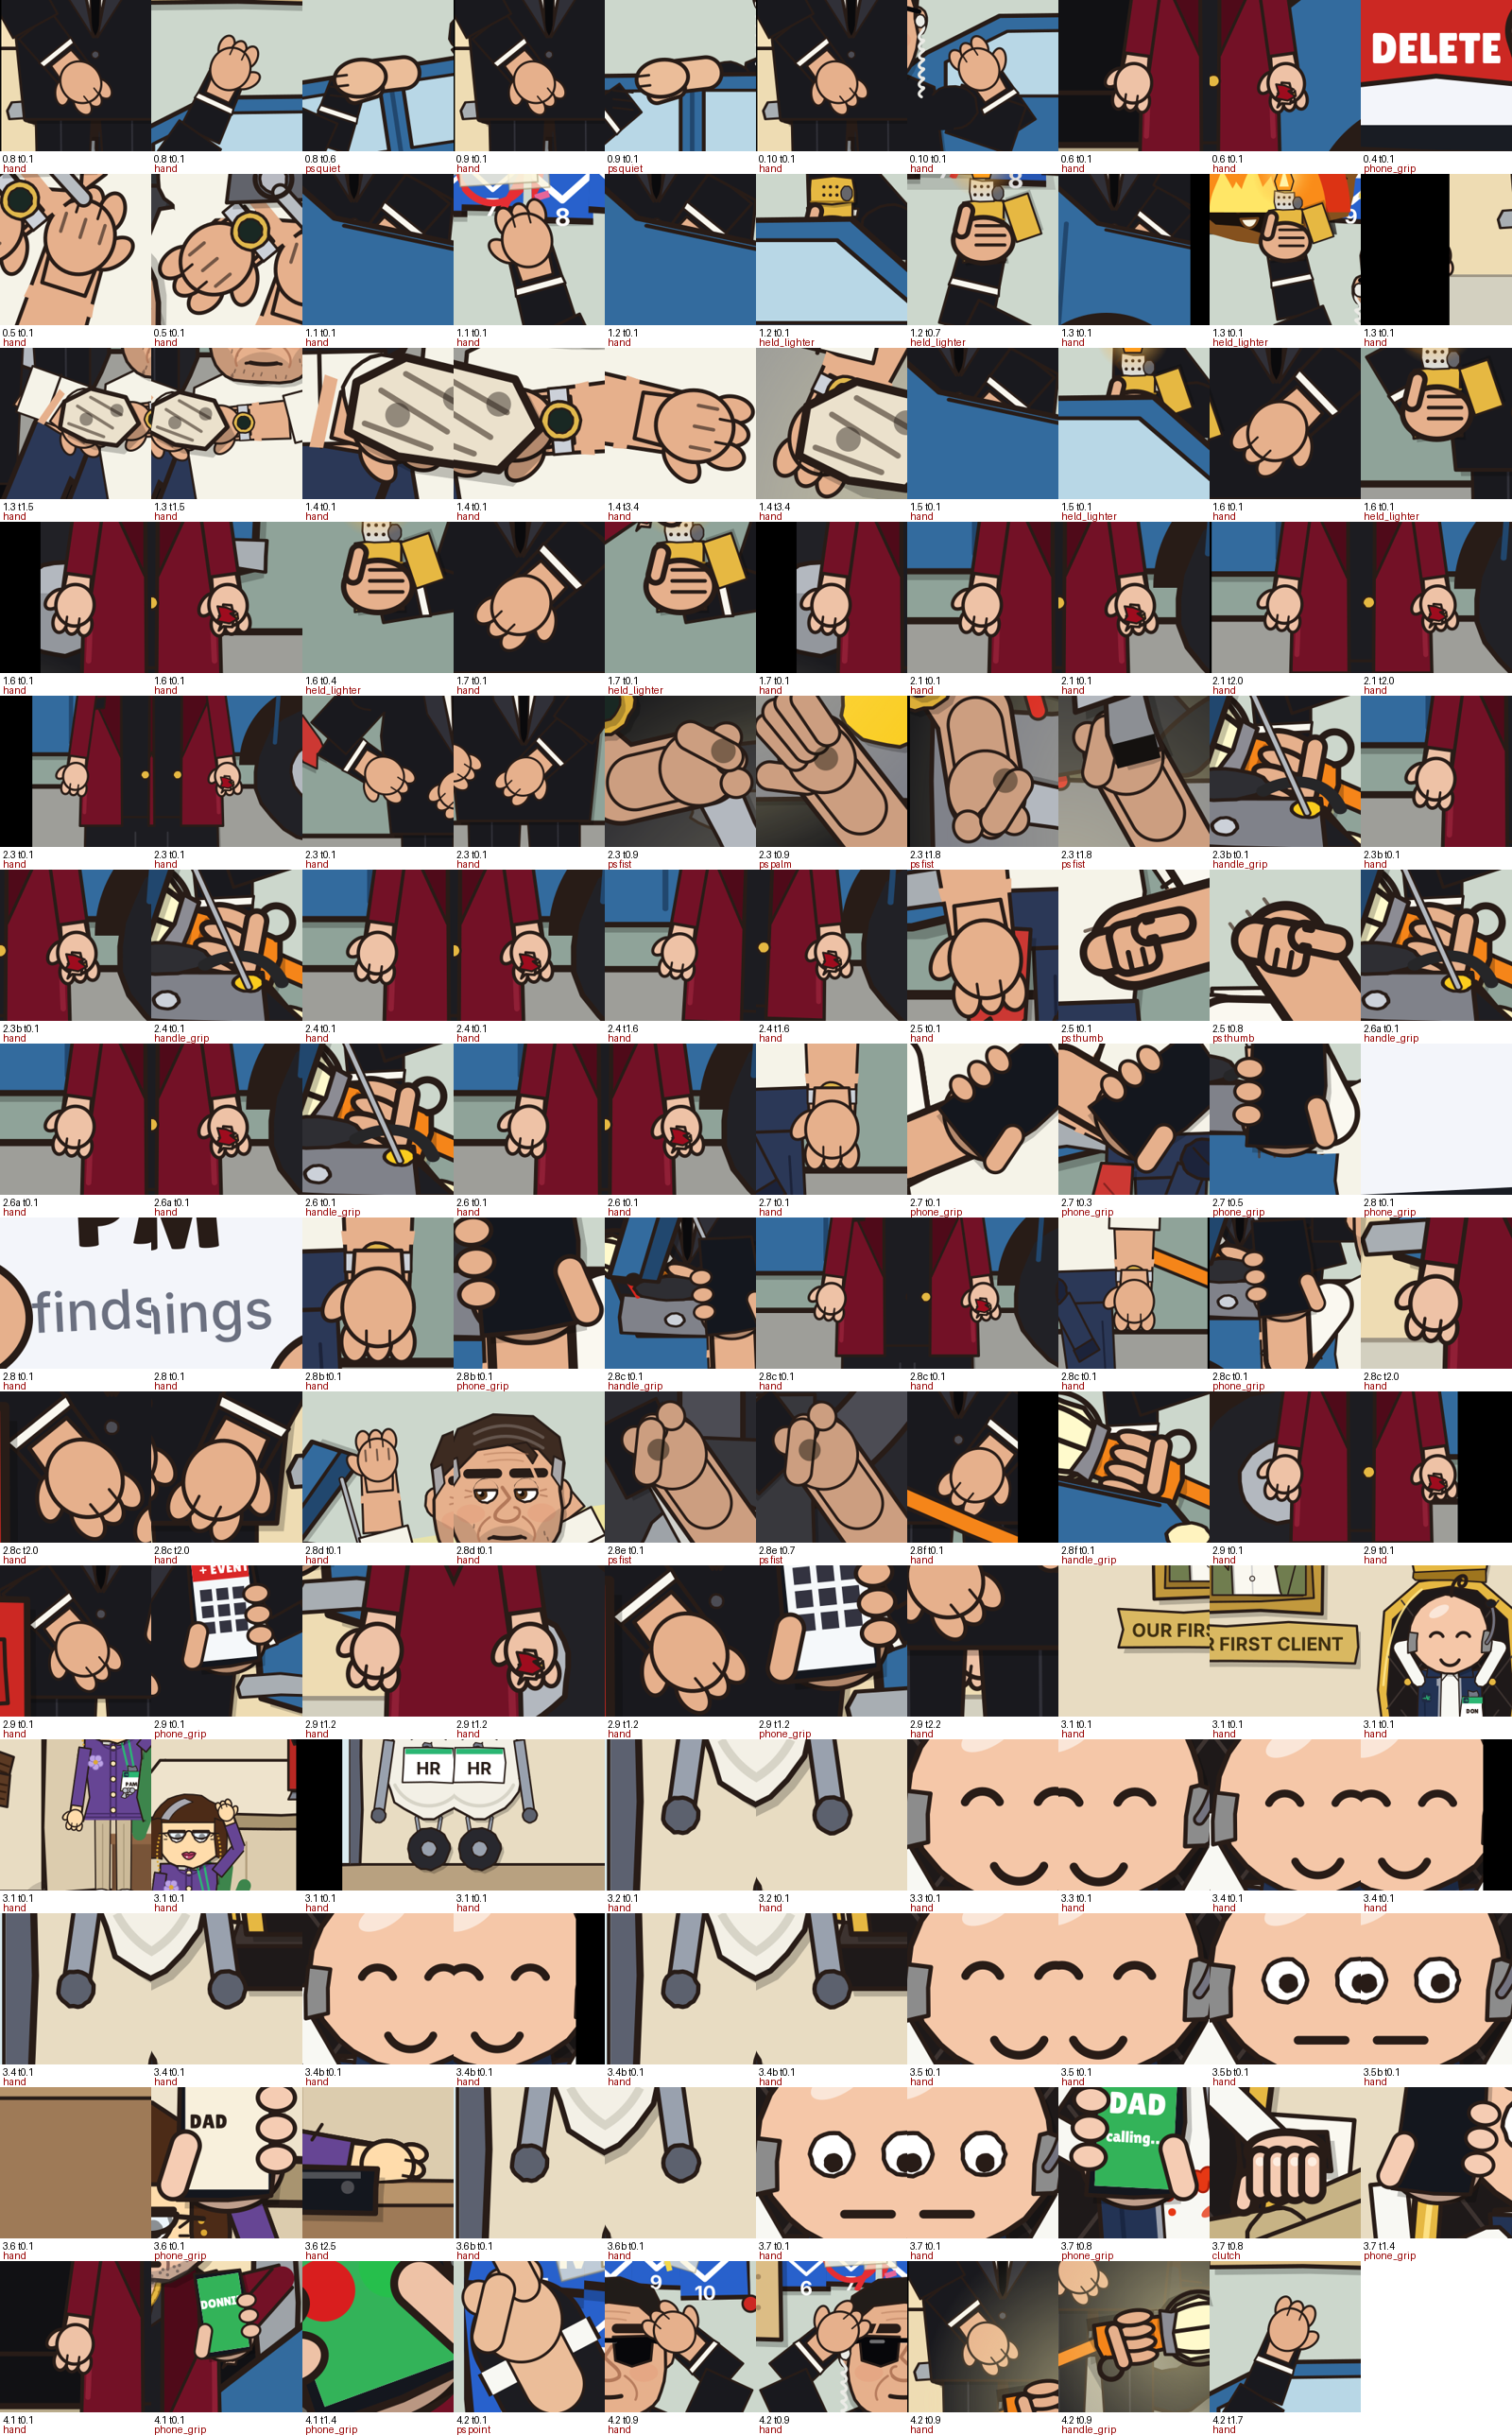 DELETE
0.8 t0.1 0.8 t0.1 0.8 t0.6 0.9 t0.1 0.9 t0.1 0.10 t0.1 0.10 t0.1 0.6 t0.1 0.6 t0.1 0.4 t0.1
hand hand ps quiet hand ps quiet hand hand hand hand phone_grip
8 8 9
0.5 t0.1 0.5 t0.1 1.1 t0.1 1.1 t0.1 1.2 t0.1 1.2 t0.1 1.2 t0.7 1.3 t0.1 1.3 t0.1 1.3 t0.1
hand hand hand hand hand held_lighter held_lighter hand held_lighter hand
1.3 t1.5 1.3 t1.5 1.4 t0.1 1.4 t0.1 1.4 t3.4 1.4 t3.4 1.5 t0.1 1.5 t0.1 1.6 t0.1 1.6 t0.1
hand hand hand hand hand hand hand held_lighter hand held_lighter
1.6 t0.1 1.6 t0.1 1.6 t0.4 1.7 t0.1 1.7 t0.1 1.7 t0.1 2.1 t0.1 2.1 t0.1 2.1 t2.0 2.1 t2.0
hand hand held_lighter hand held_lighter hand hand hand hand hand
2.3 t0.1 2.3 t0.1 2.3 t0.1 2.3 t0.1 2.3 t0.9 2.3 t0.9 2.3 t1.8 2.3 t1.8 2.3b t0.1 2.3b t0.1
hand hand hand hand ps fist ps palm ps fist ps fist handle_grip hand
2.3b t0.1 2.4 t0.1 2.4 t0.1 2.4 t0.1 2.4 t1.6 2.4 t1.6 2.5 t0.1 2.5 t0.1 2.5 t0.8 2.6a t0.1
hand handle_grip hand hand hand hand hand ps thumb ps thumb handle_grip
2.6a t0.1 2.6a t0.1 2.6 t0.1 2.6 t0.1 2.6 t0.1 2.7 t0.1 2.7 t0.1 2.7 t0.3 2.7 t0.5 2.8 t0.1
hand hand handle_grip hand hand hand phone_grip phone_grip phone_grip phone_grip
findsings
2.8 t0.1 2.8 t0.1 2.8b t0.1 2.8b t0.1 2.8c t0.1 2.8c t0.1 2.8c t0.1 2.8c t0.1 2.8c t0.1 2.8c t2.0
hand hand hand phone_grip handle_grip hand hand hand phone_grip hand
2.8c t2.0 2.8c t2.0 2.8d t0.1 2.8d t0.1 2.8e t0.1 2.8e t0.7 2.8f t0.1 2.8f t0.1 2.9 t0.1 2.9 t0.1
hand hand hand hand ps fist ps fist hand handle_grip hand hand
+ EVENT
OUR FIRS
R FIRST CLIENT
DON
2.9 t0.1 2.9 t0.1 2.9 t1.2 2.9 t1.2 2.9 t1.2 2.9 t1.2 2.9 t2.2 3.1 t0.1 3.1 t0.1 3.1 t0.1
hand phone_grip hand hand hand phone_grip hand hand hand hand
PAM
HR HR
3.1 t0.1 3.1 t0.1 3.1 t0.1 3.1 t0.1 3.2 t0.1 3.2 t0.1 3.3 t0.1 3.3 t0.1 3.4 t0.1 3.4 t0.1
hand hand hand hand hand hand hand hand hand hand
3.4 t0.1 3.4 t0.1 3.4b t0.1 3.4b t0.1 3.4b t0.1 3.4b t0.1 3.5 t0.1 3.5 t0.1 3.5b t0.1 3.5b t0.1
hand hand hand hand hand hand hand hand hand hand
DAD
DAD
calling..
3.6 t0.1 3.6 t0.1 3.6 t2.5 3.6b t0.1 3.6b t0.1 3.7 t0.1 3.7 t0.1 3.7 t0.8 3.7 t0.8 3.7 t1.4
hand phone_grip hand hand hand hand hand phone_grip clutch phone_grip
DONNI
9 10 6
4.1 t0.1 4.1 t0.1 4.1 t1.4 4.2 t0.1 4.2 t0.9 4.2 t0.9 4.2 t0.9 4.2 t0.9 4.2 t1.7
hand phone_grip phone_grip ps point hand hand hand handle_grip hand